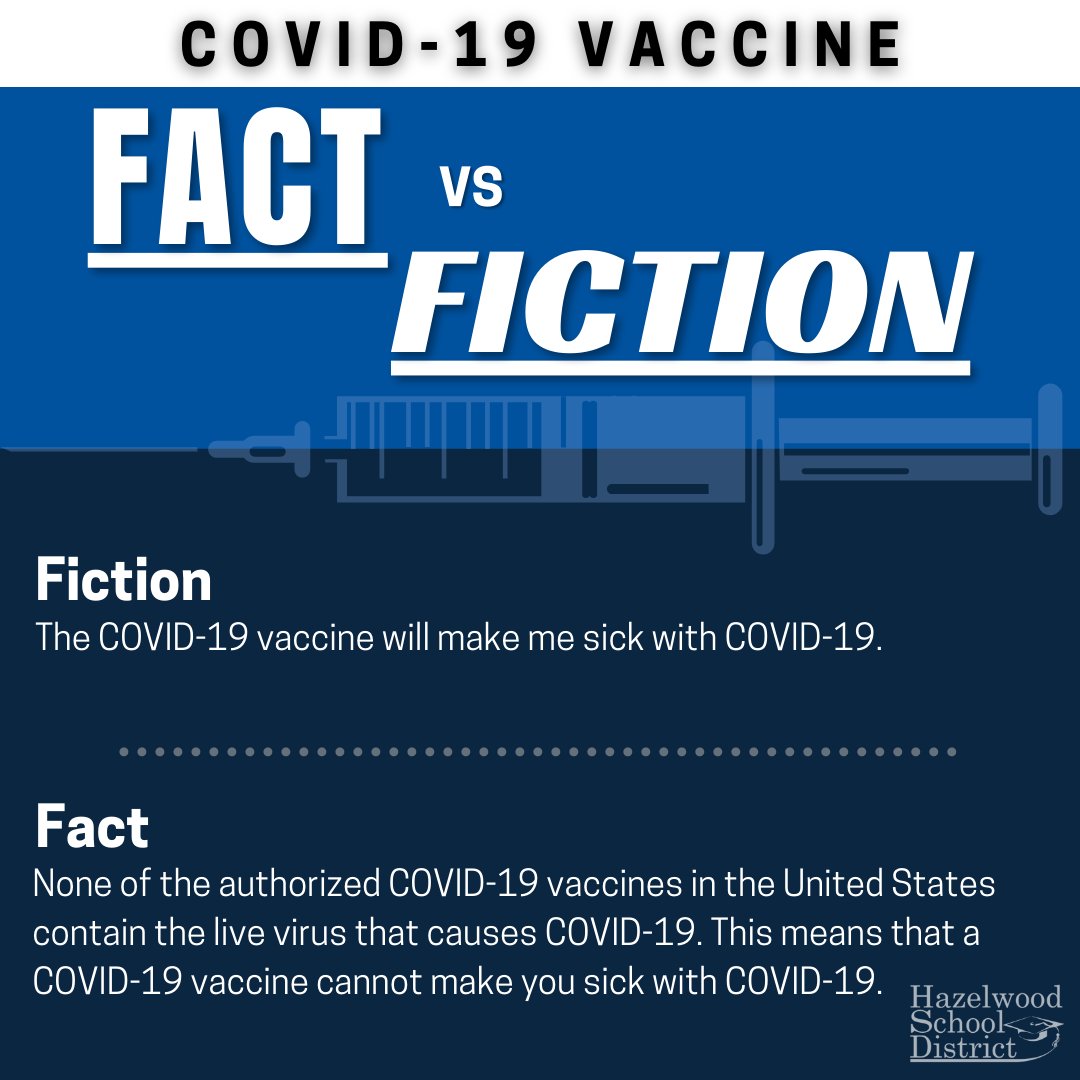 COVID-19 VACCINE
FACT
VS
FICTION
Fiction
The COVID-19 vaccine will make me sick with COVID-19.
Fact
None of the authorized COVID-19 vaccines in the United States
contain the live virus that causes COVID-19. This means that a
COVID-19 vaccine cannot make you sick with COVID-19.
Hazelwood
School
District